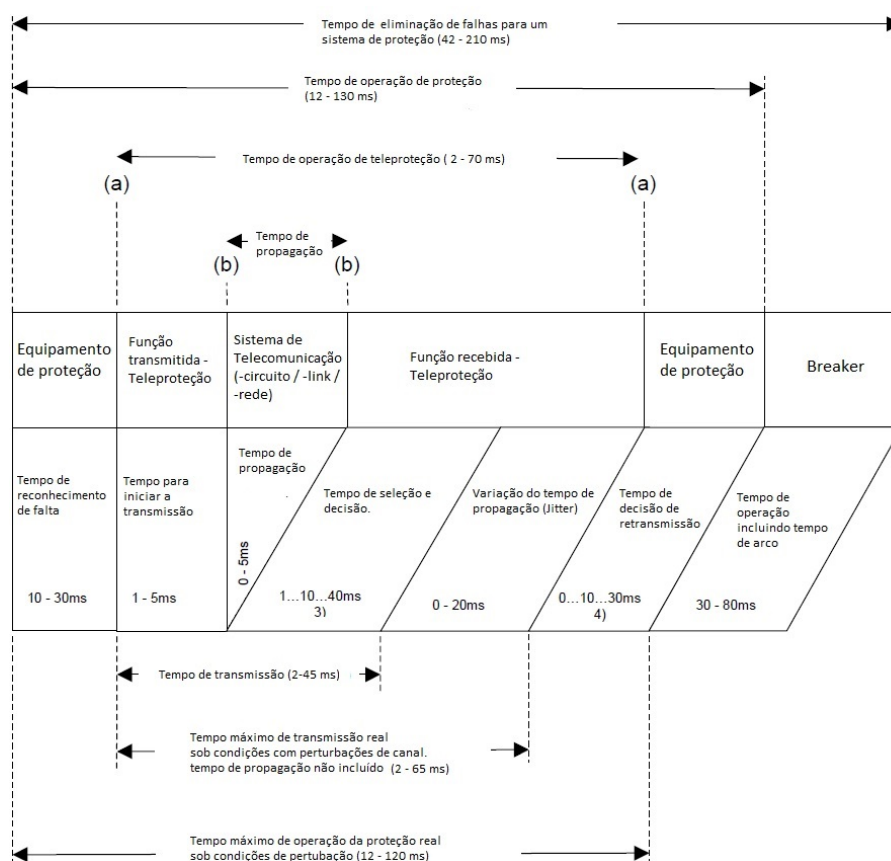 Tempo de eliminação de falhas para um
sistema de proteção (42 - 210 ms)
Tempo de operação de proteção
(12 - 130 ms)
Tempo de operação de teleproteção ( 2 - 70 ms)
(a)
(a)
Tempo de
propagação
(b)
(b)
Equipamento
de proteção
Função
transmitida -
Teleproteção
Sistema de
Telecomunicação
(-circuito / -link /
-rede)
Função recebida -
Teleproteção
Equipamento
de proteção
Breaker
Tempo de
reconhecimento
de falta
10 - 30ms
Tempo para
iniciar a
transmissão
1 - 5ms
Tempo de
propagação
0 - 5ms
Tempo de seleção e
decisão.
1...10...40ms
3)
Variação do tempo de
propagação (Jitter)
0 - 20ms
Tempo de
decisão de
retransmissão
0...10...30ms
4)
Tempo de
operação
incluindo tempo
de arco
30 - 80ms
Tempo de transmissão (2-45 ms)
Tempo máximo de transmissão real
sob condições com perturbações de canal.
tempo de propagação não incluído (2 - 65 ms)
Tempo máximo de operação da proteção real
sob condições de pertubação (12 - 120 ms)